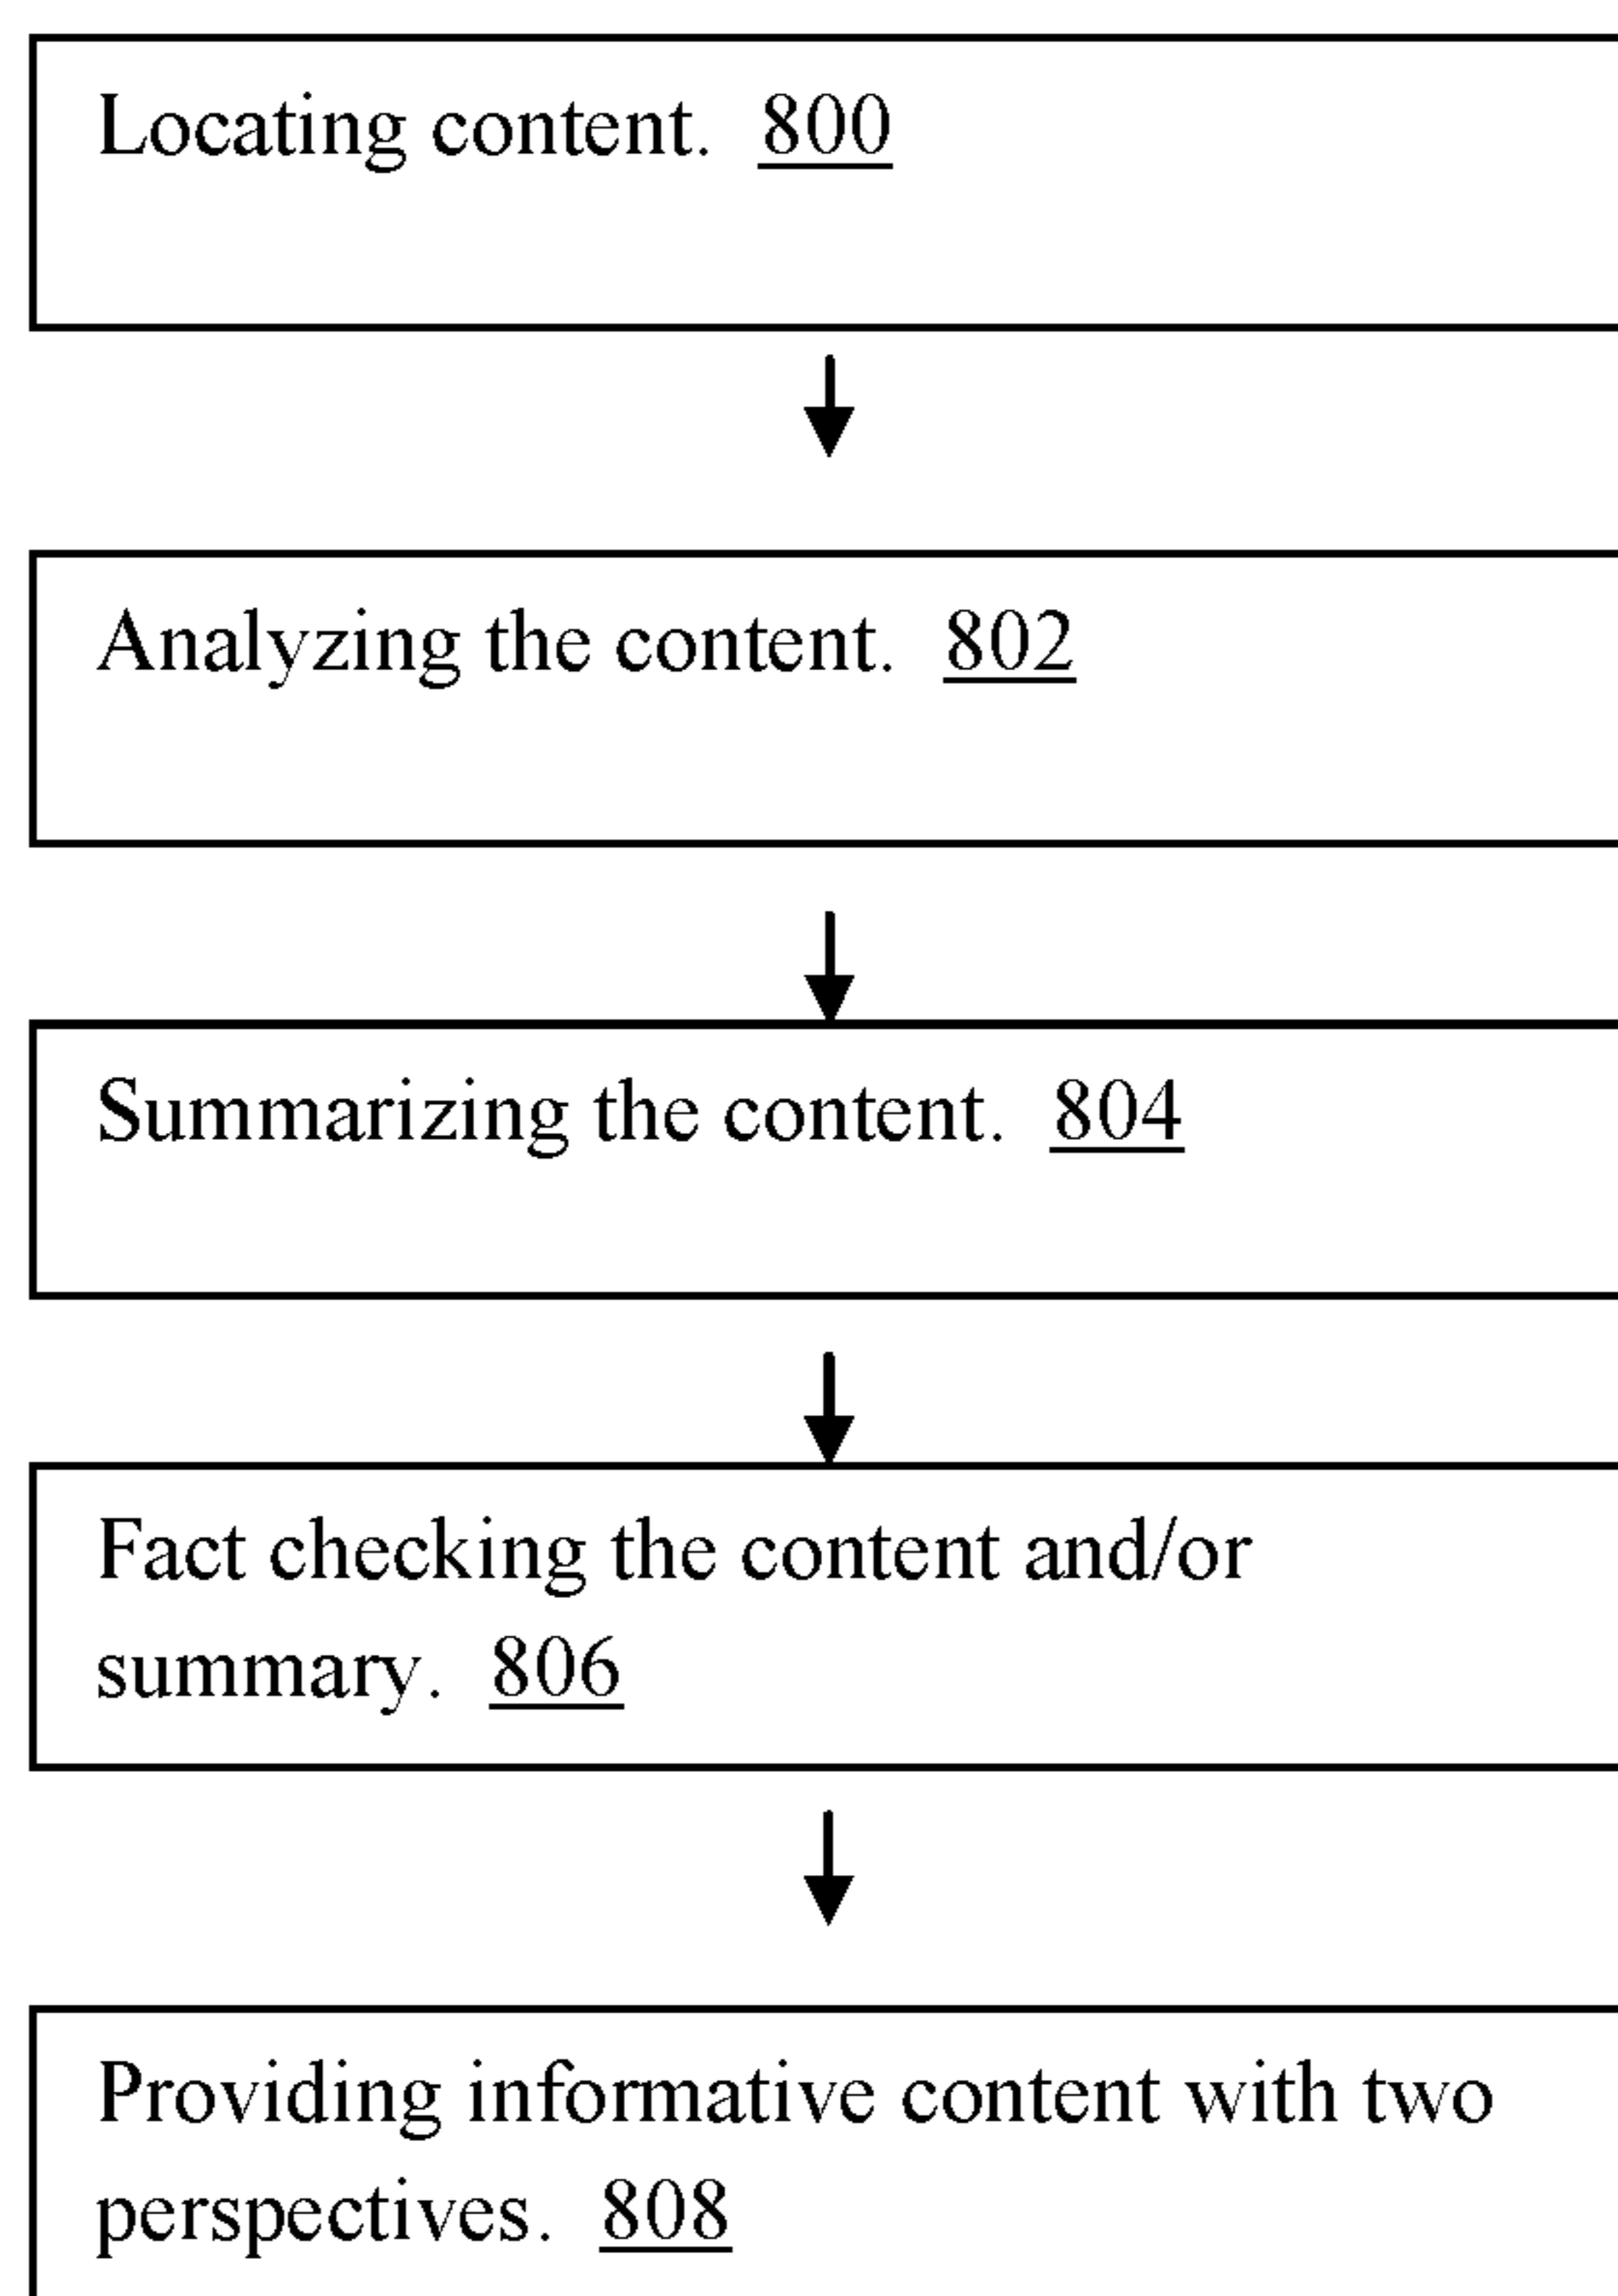 Locating content. 800
Analyzing the content. 802
Summarizing the content. 804
Fact checking the content and/or
summary. 806
Providing informative content with two
perspectives. 808